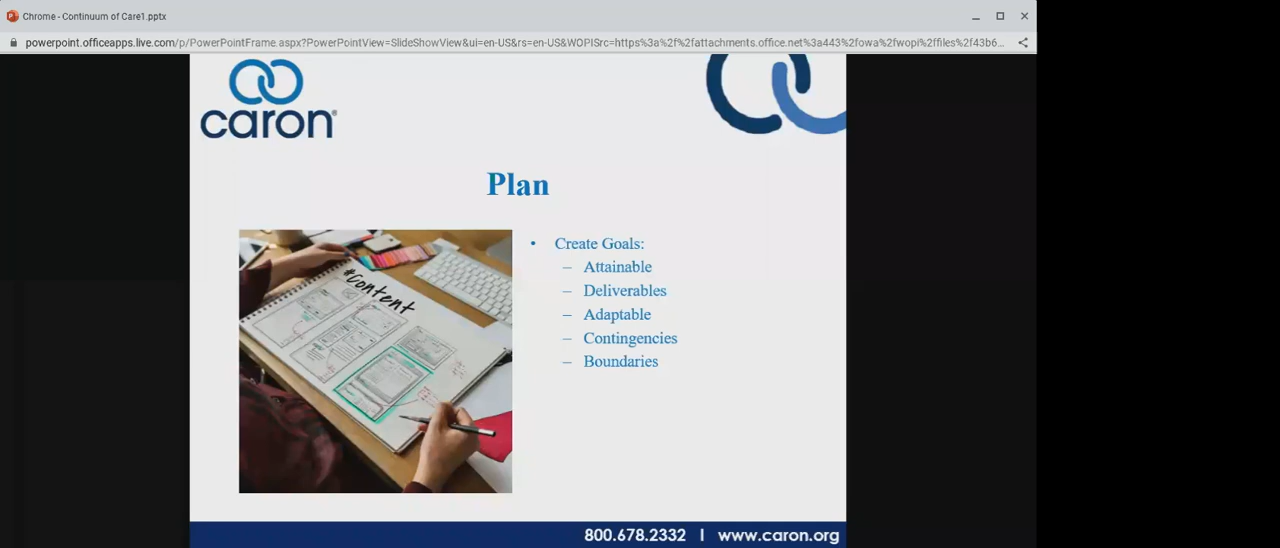 Chrome - Continuum of Care1.pptx
powerpoint.officeapps.live.com/p/PowerPointFrame.aspx?PowerPointView=SlideShowView&ui=en-US&rs=en-US&WOPISrc=https%3a%2f%2fattachments.office.net%3a443%2fowa%2fwopi%2ffiles%2f43b6...
caron®
Plan
#Content
• Create Goals:
– Attainable
– Deliverables
– Adaptable
– Contingencies
– Boundaries
800.678.2332 | www.caron.org